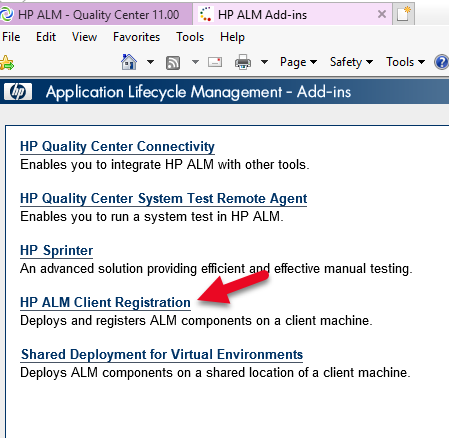 HP ALM - Quality Center 11.00
HP ALM Add-ins
File Edit View Favorites Tools Help
Page Safety Tools
hp Application Lifecycle Management - Add-ins
HP Quality Center Connectivity
Enables you to integrate HP ALM with other tools.
HP Quality Center System Test Remote Agent
Enables you to run a system test in HP ALM.
HP Sprinter
An advanced solution providing efficient and effective manual testing.
HP ALM Client Registration
Deploys and registers ALM components on a client machine.
Shared Deployment for Virtual Environments
Deploys ALM components on a shared location of a client machine.